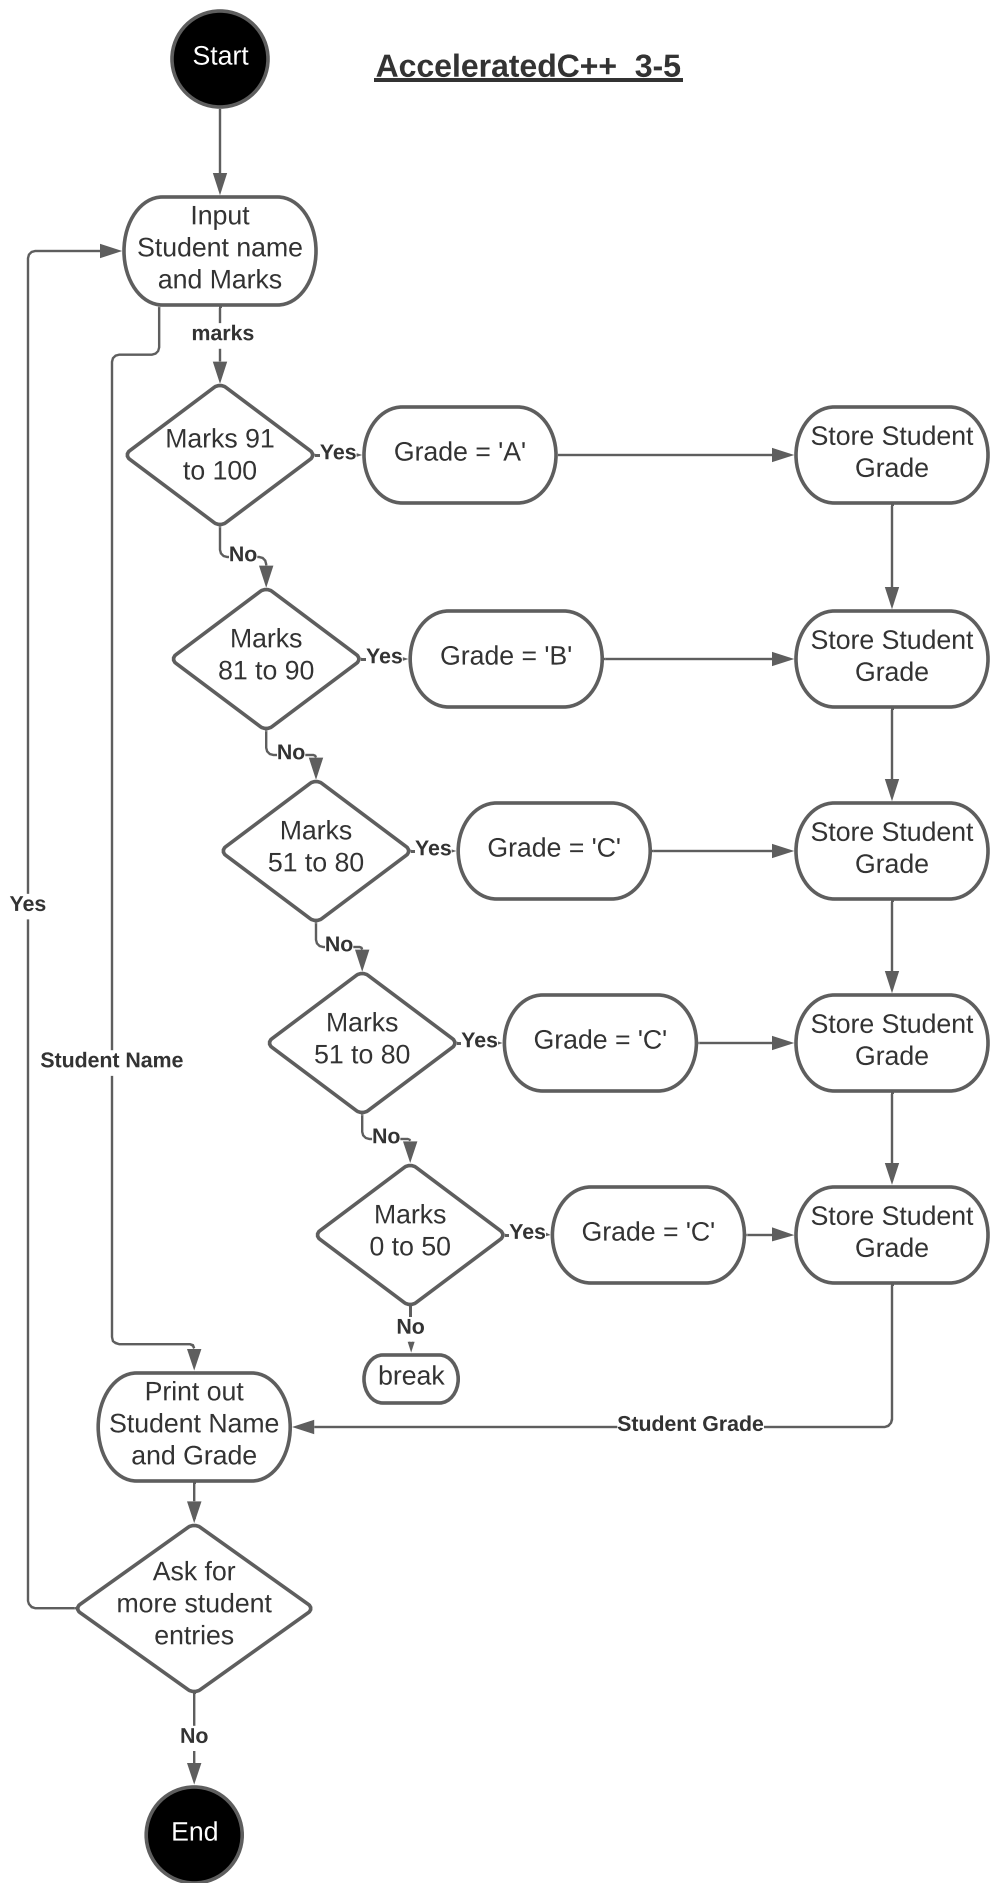 Start
AcceleratedC++  3-5
Input
Student name
and Marks
marks
Marks 91
to 100
Yes
Grade = 'A'
Store Student
Grade
No
Marks
81 to 90
Yes
Grade = 'B'
Store Student
Grade
No
Marks
51 to 80
Yes
Grade = 'C'
Store Student
Grade
Yes
No
Marks
51 to 80
Yes
Grade = 'C'
Store Student
Grade
Student Name
No
Marks
0 to 50
Yes
Grade = 'C'
Store Student
Grade
No
break
Print out
Student Name
and Grade
Student Grade
Ask for
more student
entries
No
End